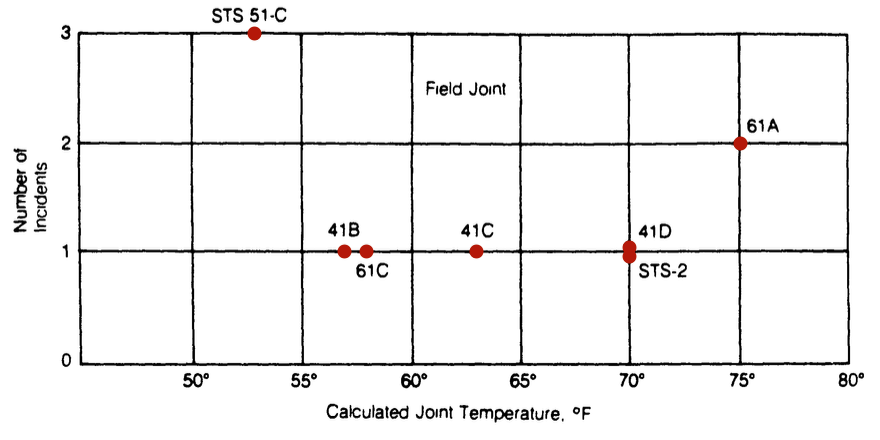 STS 51-C
3
Field Joint
61A
2
Number of
Incidents
41B
41C
41D
1
61C
STS-2
0
50° 55° 60° 65° 70° 75° 80°
Calculated Joint Temperature, °F